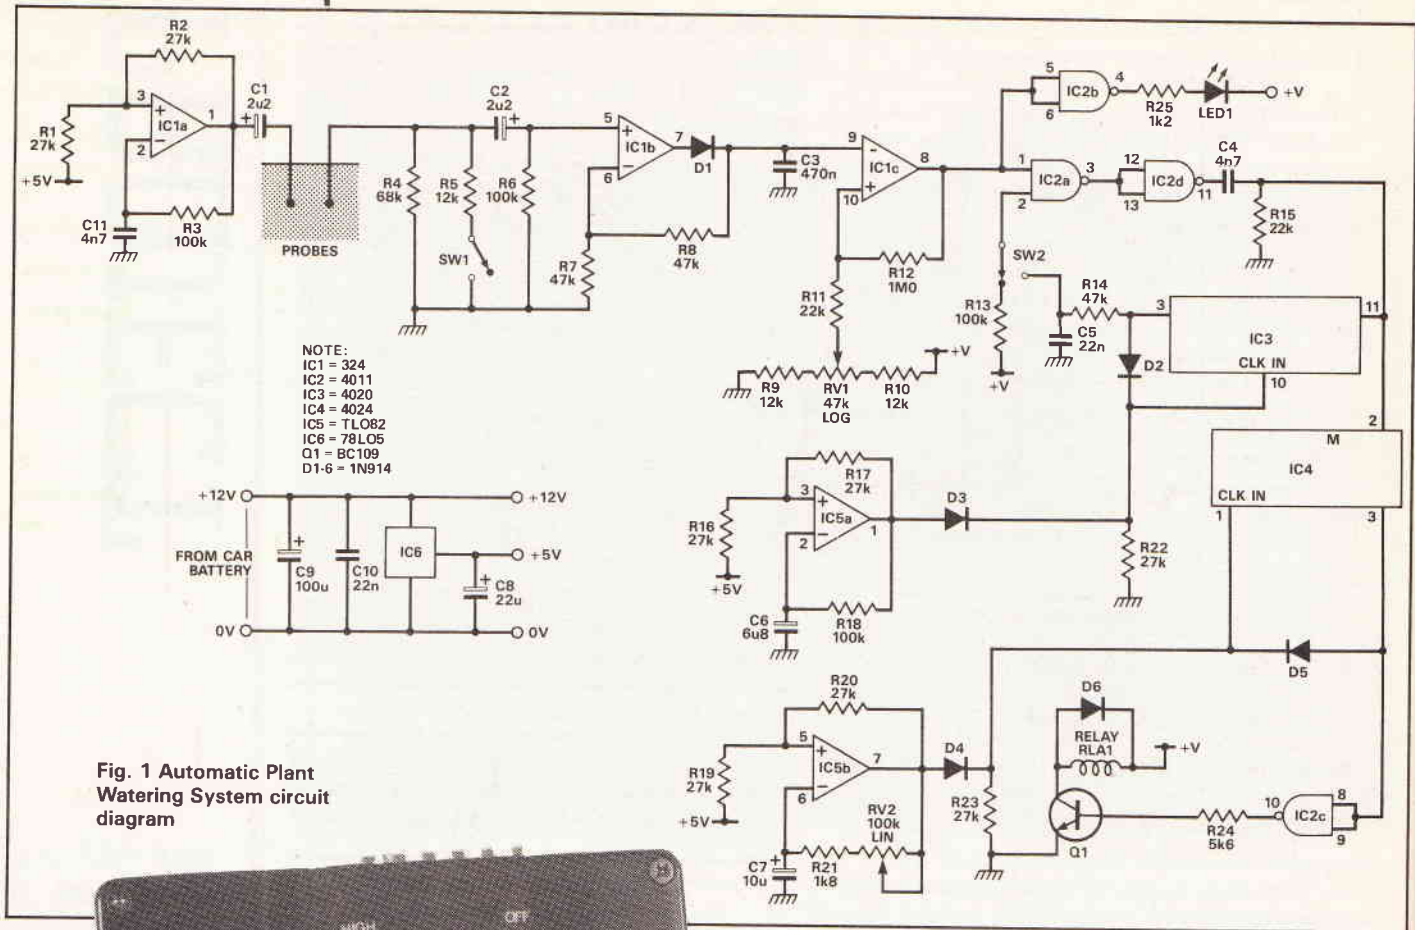 R2
27k
C1
2u2
3
+
IC1a
1
2
−
+
R1
27k
+5V
C11
4n7
R3
100k
PROBES
C2
2u2
+
R4
68k
R5
12k
R6
100k
SW1
5
+
IC1b
7
6
−
D1
R7
47k
R8
47k
C3
470n
9
-
IC1c
8
10
+
R12
1M0
R11
22k
R9
12k
RV1
47k
LOG
R10
12k
+V
5
6
IC2b
4
R25
1k2
LED1
+V
1
2
IC2a
3
12
13
IC2d
11
C4
4n7
R15
22k
SW2
R13
100k
+V
R14
47k
C5
22n
D2
3
IC3
11
CLK IN
10
2
M
IC4
CLK IN
1
3
NOTE:
IC1 = 324
IC2 = 4011
IC3 = 4020
IC4 = 4024
IC5 = TL082
IC6 = 78L05
Q1 = BC109
D1-6 = 1N914
+12V
+12V
FROM CAR
BATTERY
+
C9
100u
C10
22n
IC6
+5V
+
C8
22u
0V
0V
R17
27k
3
+
IC5a
1
2
−
R16
27k
+5V
C6
6u8
R18
100k
D3
R22
27k
D5
R20
27k
5
+
IC5b
7
6
−
R19
27k
+5V
C7
10u
+
R21
1k8
RV2
100k
LIN
D4
R23
27k
D6
RELAY
RLA1
+V
Q1
R24
5k6
10
IC2c
8
9
Fig. 1 Automatic Plant
Watering System circuit
diagram
HIGH
OFF